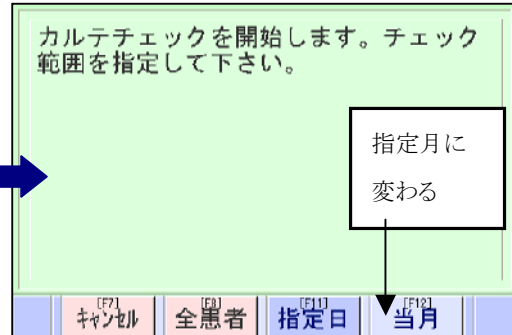 カルテチェックを開始します。チェック
範囲を指定して下さい。
指定月に
変わる
[F7]
キャンセル
[F8]
全患者
[F11]
指定日
[F12]
当月